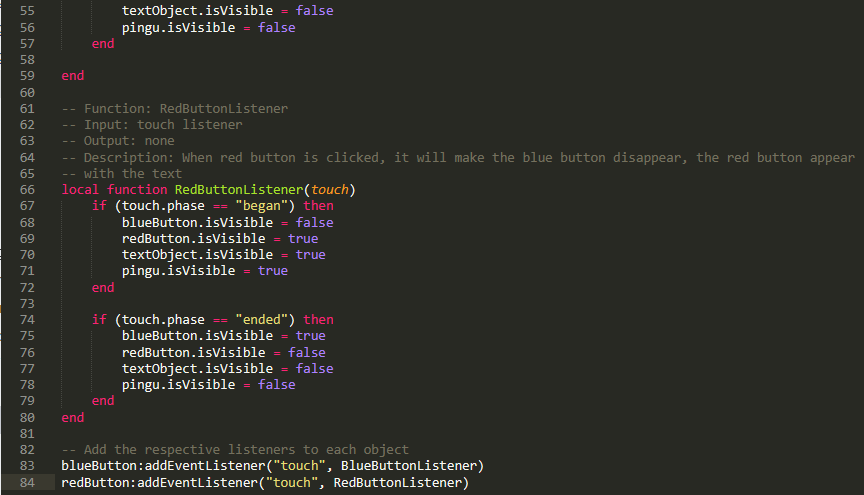 55 textObject.isVisible = false
56 pingu.isVisible = false
57 end
58
59 end
60
61 -- Function: RedButtonListener
62 -- Input: touch listener
63 -- Output: none
64 -- Description: When red button is clicked, it will make the blue button disappear, the red button appear
65 -- with the text
66 local function RedButtonListener(touch)
67 if (touch.phase == "began") then
68 blueButton.isVisible = false
69 redButton.isVisible = true
70 textObject.isVisible = true
71 pingu.isVisible = true
72 end
73
74 if (touch.phase == "ended") then
75 blueButton.isVisible = true
76 redButton.isVisible = false
77 textObject.isVisible = false
78 pingu.isVisible = false
79 end
80 end
81
82 -- Add the respective listeners to each object
83 blueButton:addEventListener("touch", BlueButtonListener)
84 redButton:addEventListener("touch", RedButtonListener)